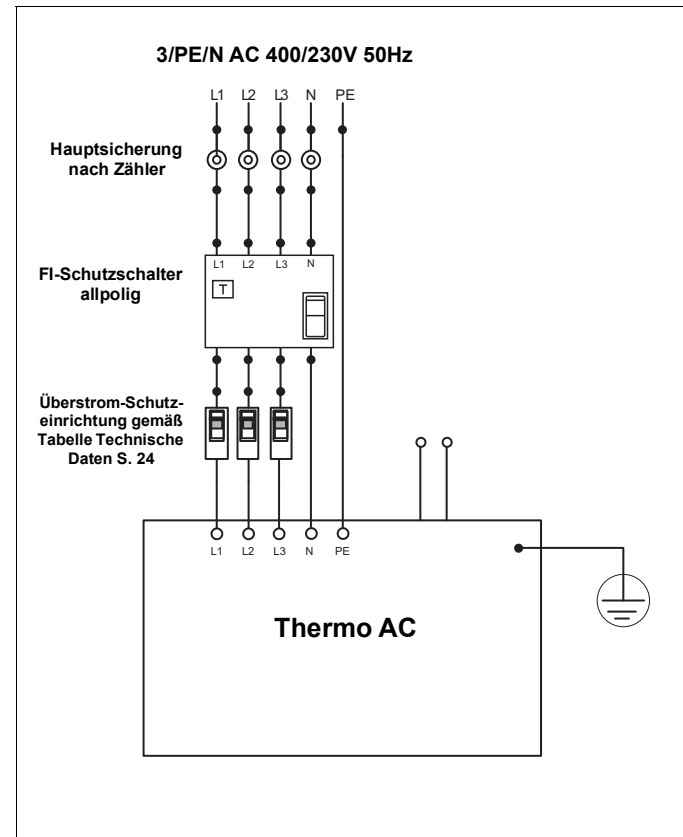 3/PE/N AC 400/230V 50Hz
L1 L2 L3 N PE
Hauptsicherung
nach Zähler
L1 L2 L3 N
FI-Schutzschalter
allpolig
T
Überstrom-Schutz-
einrichtung gemäß
Tabelle Technische
Daten S. 24
L1 L2 L3 N PE
Thermo AC